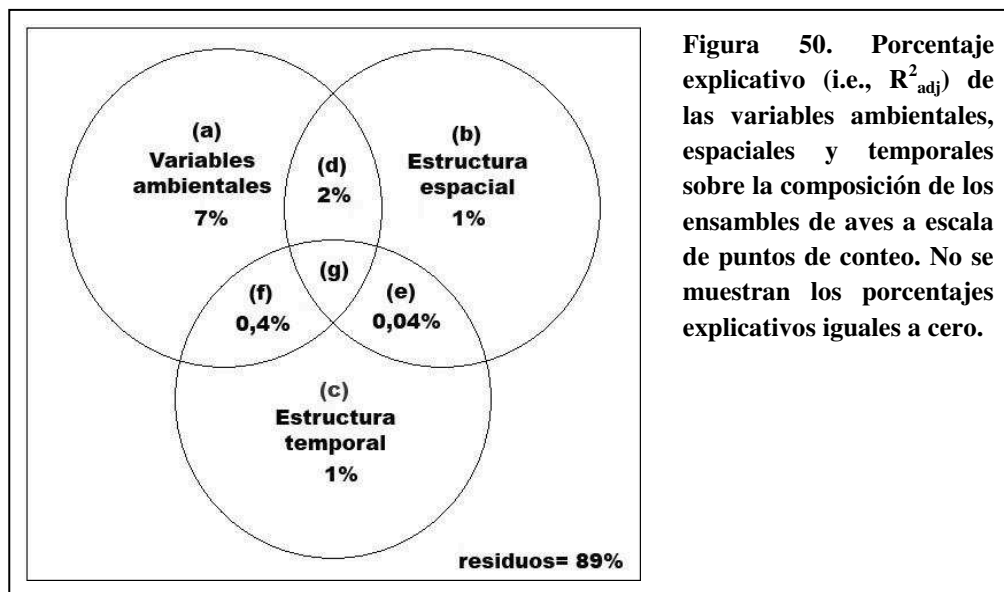 (a)
Variables
ambientales
7%
(d)
2%
(b)
Estructura
espacial
1%
(g)
(f)
0,4%
(e)
0,04%
(c)
Estructura
temporal
1%
residuos= 89%
Figura 50. Porcentaje
explicativo (i.e., R²adj) de
las variables ambientales,
espaciales y temporales
sobre la composición de los
ensambles de aves a escala
de puntos de conteo. No se
muestran los porcentajes
explicativos iguales a cero.